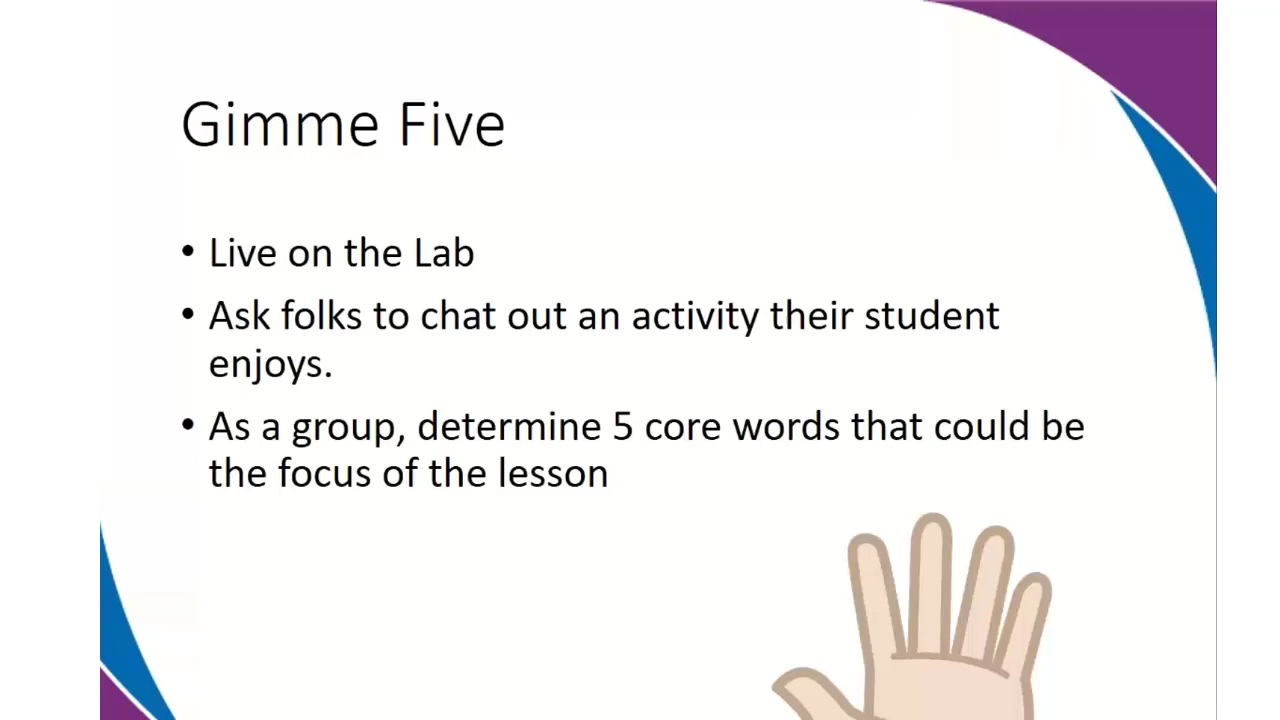 Gimme Five
• Live on the Lab
• Ask folks to chat out an activity their student
enjoys.
• As a group, determine 5 core words that could be
the focus of the lesson